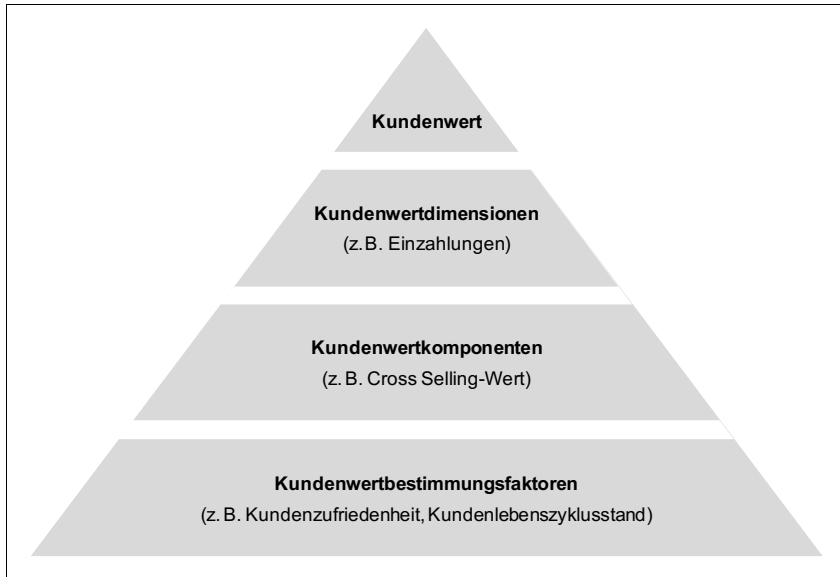 Kundenwert
Kundenwertdimensionen
(z. B. Einzahlungen)
Kundenwertkomponenten
(z. B. Cross Selling-Wert)
Kundenwertbestimmungsfaktoren
(z. B. Kundenzufriedenheit, Kundenlebenszyklusstand)